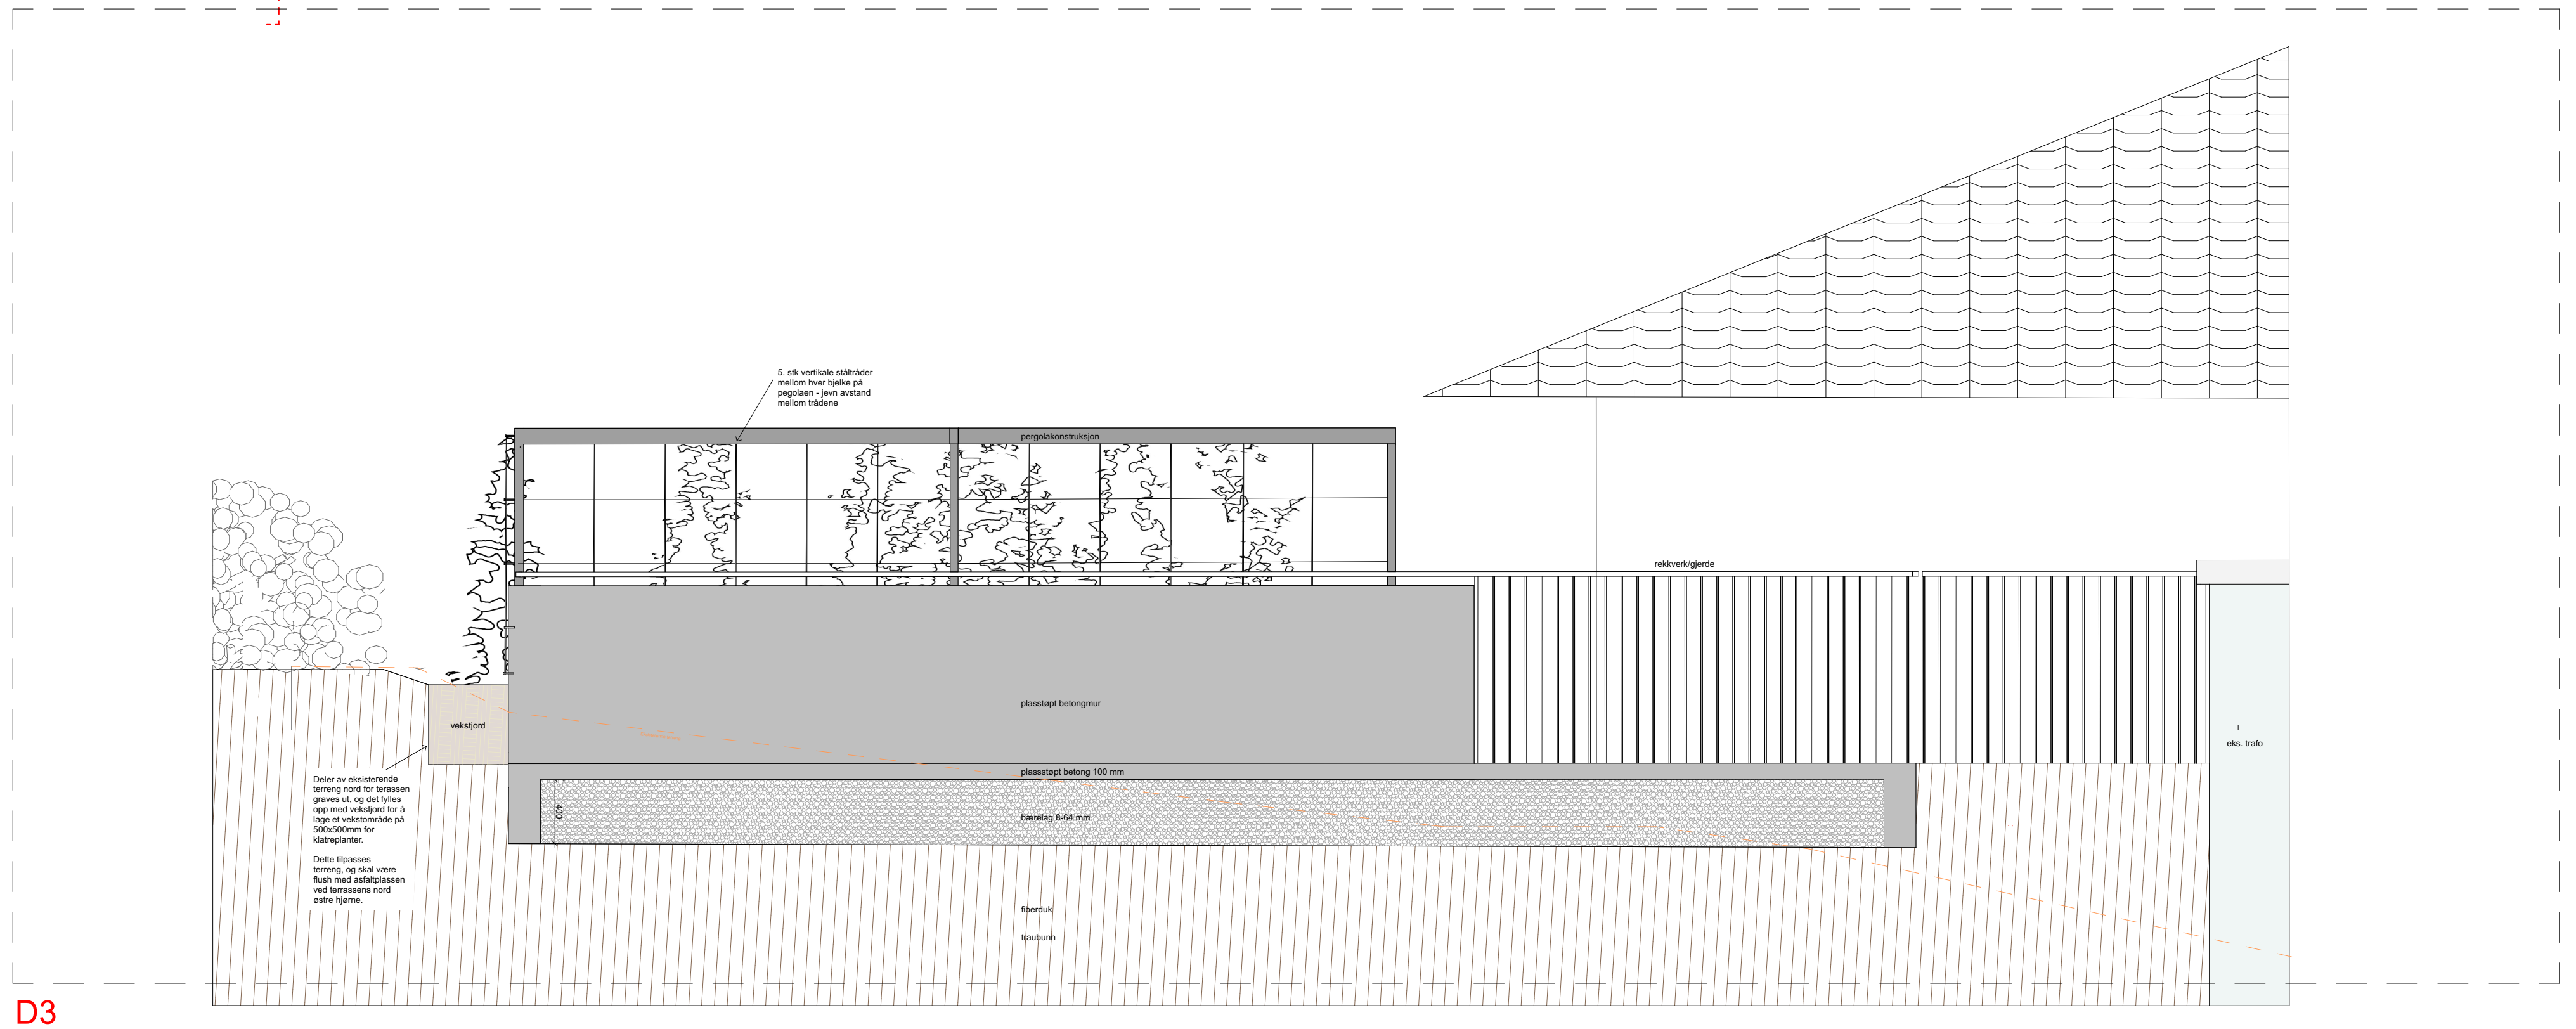 5. stk vertikale ståltråder
mellom hver bjelke på
pegolaen - jevn avstand
mellom trådene
pergolakonstruksjon
rekkverk/gjerde
plasstøpt betongmur
vekstjord
eks. trafo
plassstøpt betong 100 mm
400
bærelag 8-64 mm
Deler av eksisterende
terreng nord for terassen
graves ut, og det fylles
opp med vekstjord for å
lage et vekstområde på
500x500mm for
klatreplanter.
Dette tilpasses
terreng, og skal være
flush med asfaltplassen
ved terrassens nord
østre hjørne.
fiberduk
traubunn
D3